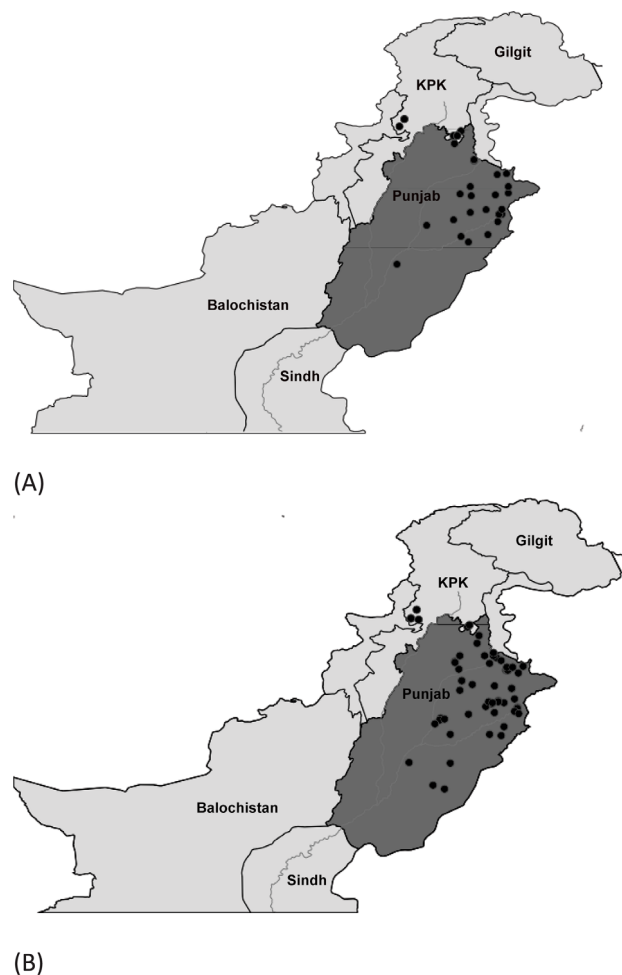 Gilgit
KPK
Punjab
Balochistan
Sindh
(A)
Gilgit
KPK
Punjab
Balochistan
Sindh
(B)